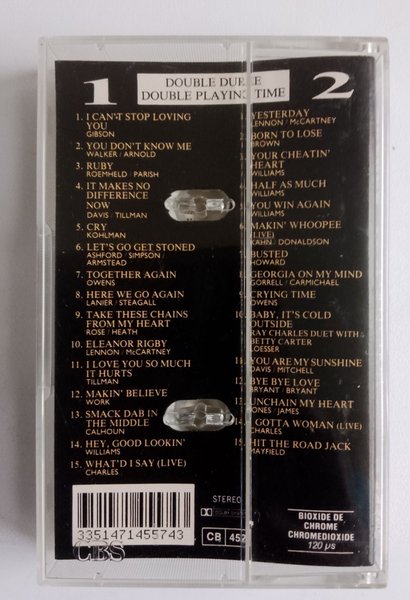 1
DOUBLE DUREE
DOUBLE PLAYING TIME
2
1. I CAN'T STOP LOVING
YOU
GIBSON
2. YOU DON'T KNOW ME
WALKER / ARNOLD
3. RUBY
ROEMHELD / PARISH
4. IT MAKES NO
DIFFERENCE
NOW
DAVIS / TILLMAN
5. CRY
KOHLMAN
6. LET'S GO GET STONED
ASHFORD / SIMPSON /
ARMSTEAD
7. TOGETHER AGAIN
OWENS
8. HERE WE GO AGAIN
LANIER / STEAGALL
9. TAKE THESE CHAINS
FROM MY HEART
ROSE / HEATH
10. ELEANOR RIGBY
LENNON / McCARTNEY
11. I LOVE YOU SO MUCH
IT HURTS
TILLMAN
12. MAKIN' BELIEVE
WORK
13. SMACK DAB IN
THE MIDDLE
CALHOUN
14. HEY, GOOD LOOKIN'
WILLIAMS
15. WHAT'D I SAY (LIVE)
CHARLES
1. YESTERDAY
LENNON / McCARTNEY
2. BORN TO LOSE
BROWN
3. YOUR CHEATIN'
HEART
WILLIAMS
4. HALF AS MUCH
WILLIAMS
5. YOU WIN AGAIN
WILLIAMS
6. MAKIN' WHOOPEE
(LIVE)
KAHN / DONALDSON
7. BUSTED
HOWARD
8. GEORGIA ON MY MIND
GORRELL / CARMICHAEL
9. CRYING TIME
OWENS
10. BABY, IT'S COLD
OUTSIDE
RAY CHARLES DUET WITH
BETTY CARTER
LOESSER
11. YOU ARE MY SUNSHINE
DAVIS / MITCHELL
12. BYE BYE LOVE
BRYANT / BRYANT
13. UNCHAIN MY HEART
JONES / JAMES
14. I GOTTA WOMAN (LIVE)
CHARLES
15. HIT THE ROAD JACK
MAYFIELD
3351471455743
CBS
STEREO
CB 452
BIOXIDE DE
CHROME
CHROMEDIOXIDE
120 µs